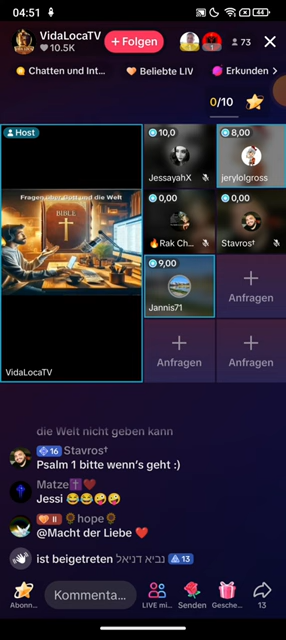 04:51
44
VidaLocaTV
10.5K
+ Folgen
1
73
Chatten und Int...
Beliebte LIV
Erkunden
0/10
Host
Fragen über Gott und die Welt
BIBLE
VidaLocaTV
10,0
JessayahX
8,00
jerylolgross
0,00
Rak Ch...
0,00
Stavros†
9,00
Jannis71
Anfragen
Anfragen
Anfragen
die Welt nicht geben kann
16 Stavros†
Psalm 1 bitte wenn's geht :)
Matze
Jessi 😂😂🤪🤪
II hope
@Macht der Liebe ❤️
ist beigetreten נביא דניאל 13
Abonn...
Kommenta...
LIVE mi...
Senden
Gesche...
13